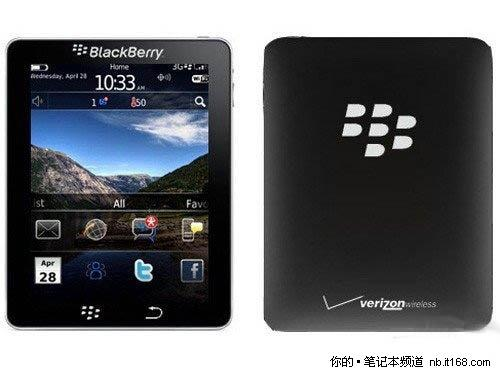 BlackBerry
Home
3G
Wednesday, April 28
10:33 AM
1
50
ist
All
Favo
Apr
28
verizonwireless
你的·笔记本频道 nb.it168.com